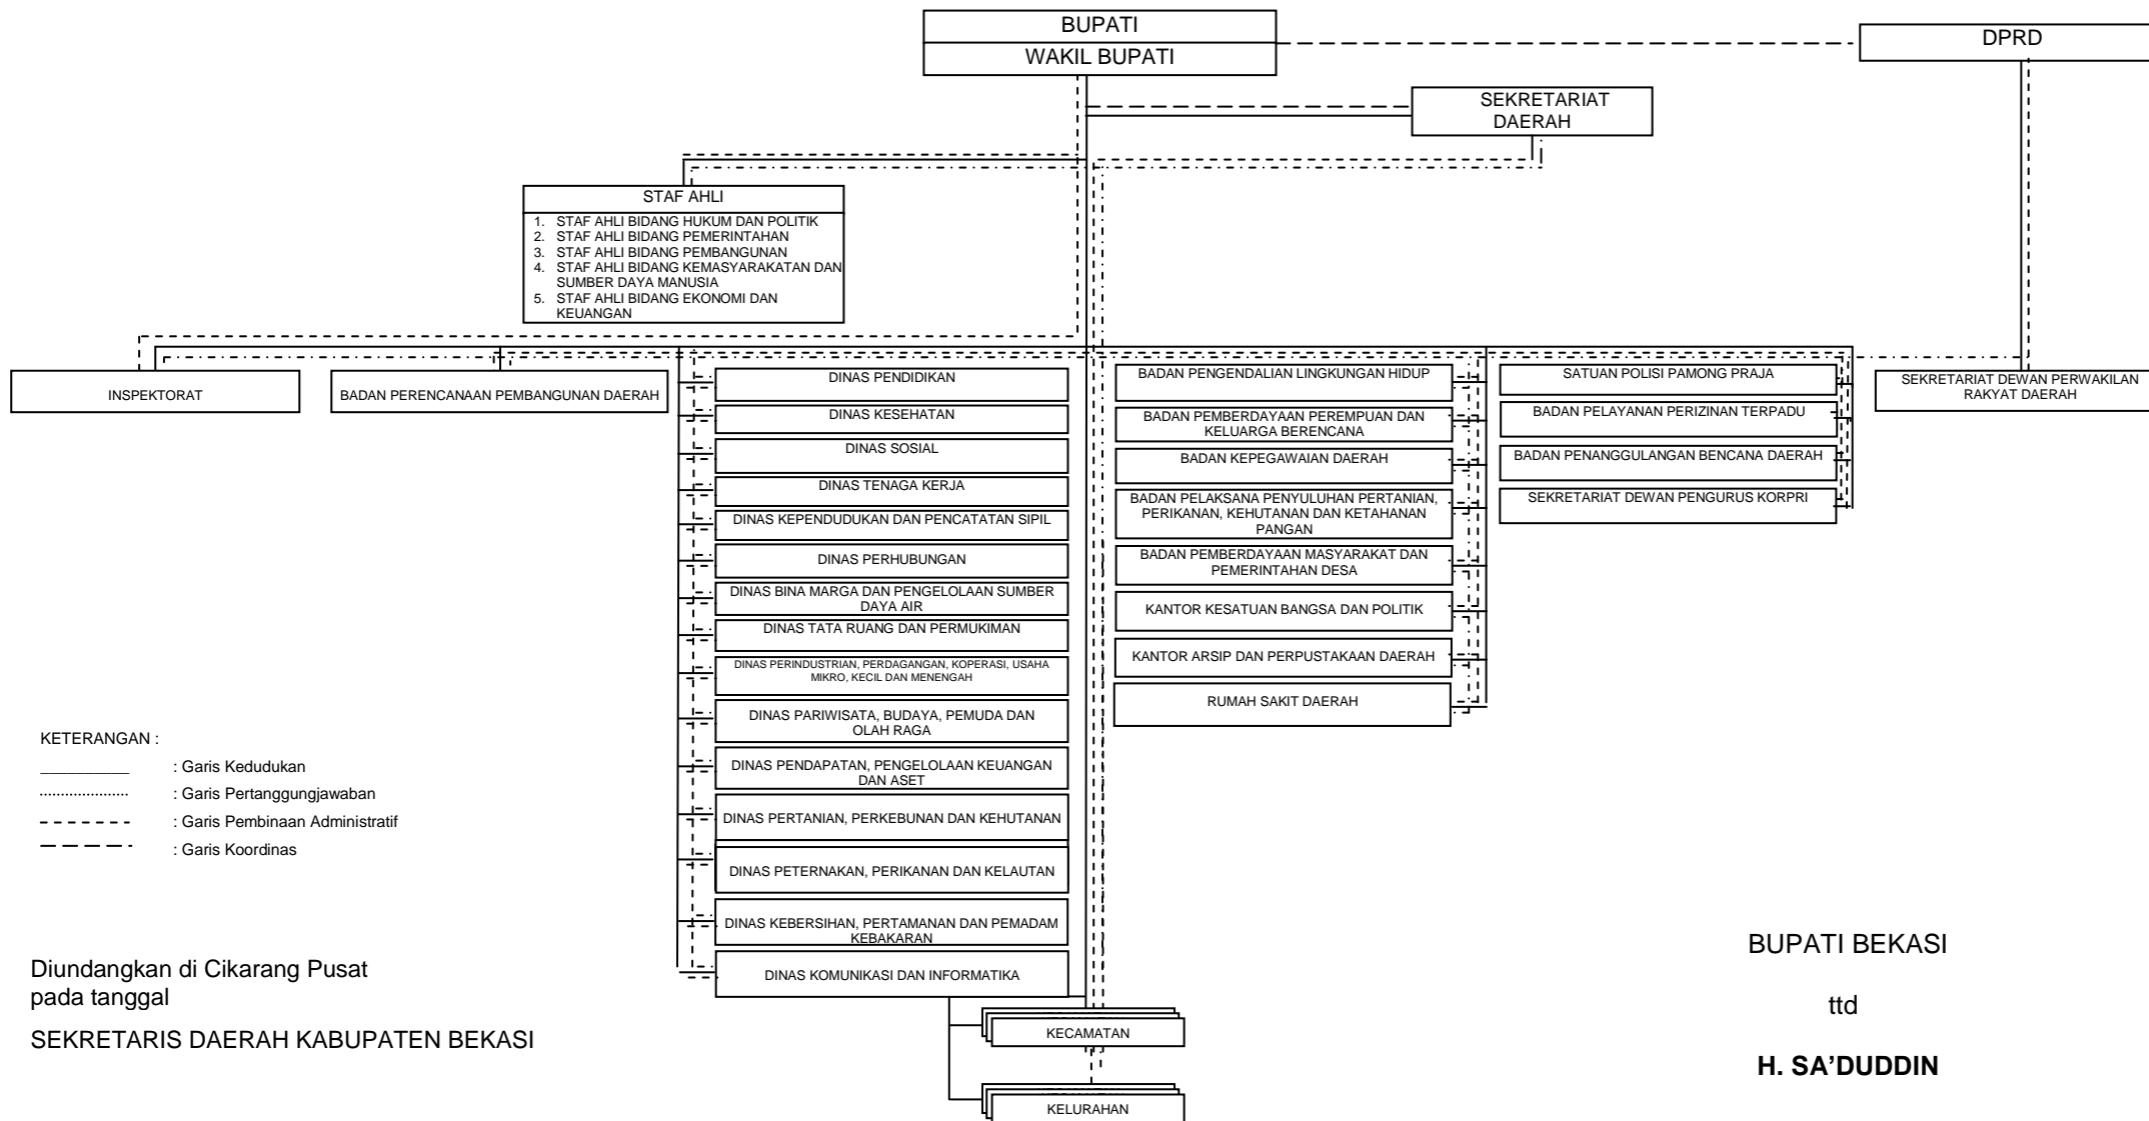 BUPATI
WAKIL BUPATI
DPRD
SEKRETARIAT
DAERAH
STAF AHLI
1. STAF AHLI BIDANG HUKUM DAN POLITIK
2. STAF AHLI BIDANG PEMERINTAHAN
3. STAF AHLI BIDANG PEMBANGUNAN
4. STAF AHLI BIDANG KEMASYARAKATAN DAN
SUMBER DAYA MANUSIA
5. STAF AHLI BIDANG EKONOMI DAN
KEUANGAN
INSPEKTORAT
BADAN PERENCANAAN PEMBANGUNAN DAERAH
DINAS PENDIDIKAN
DINAS KESEHATAN
DINAS SOSIAL
DINAS TENAGA KERJA
DINAS KEPENDUDUKAN DAN PENCATATAN SIPIL
DINAS PERHUBUNGAN
DINAS BINA MARGA DAN PENGELOLAAN SUMBER
DAYA AIR
DINAS TATA RUANG DAN PERMUKIMAN
DINAS PERINDUSTRIAN, PERDAGANGAN, KOPERASI, USAHA
MIKRO, KECIL DAN MENENGAH
DINAS PARIWISATA, BUDAYA, PEMUDA DAN
OLAH RAGA
DINAS PENDAPATAN, PENGELOLAAN KEUANGAN
DAN ASET
DINAS PERTANIAN, PERKEBUNAN DAN KEHUTANAN
DINAS PETERNAKAN, PERIKANAN DAN KELAUTAN
DINAS KEBERSIHAN, PERTAMANAN DAN PEMADAM
KEBAKARAN
DINAS KOMUNIKASI DAN INFORMATIKA
BADAN PENGENDALIAN LINGKUNGAN HIDUP
BADAN PEMBERDAYAAN PEREMPUAN DAN
KELUARGA BERENCANA
BADAN KEPEGAWAIAN DAERAH
BADAN PELAKSANA PENYULUHAN PERTANIAN,
PERIKANAN, KEHUTANAN DAN KETAHANAN
PANGAN
BADAN PEMBERDAYAAN MASYARAKAT DAN
PEMERINTAHAN DESA
KANTOR KESATUAN BANGSA DAN POLITIK
KANTOR ARSIP DAN PERPUSTAKAAN DAERAH
RUMAH SAKIT DAERAH
SATUAN POLISI PAMONG PRAJA
BADAN PELAYANAN PERIZINAN TERPADU
BADAN PENANGGULANGAN BENCANA DAERAH
SEKRETARIAT DEWAN PENGURUS KORPRI
SEKRETARIAT DEWAN PERWAKILAN
RAKYAT DAERAH
KECAMATAN
KELURAHAN
KETERANGAN :
: Garis Kedudukan
: Garis Pertanggungjawaban
: Garis Pembinaan Administratif
: Garis Koordinas
Diundangkan di Cikarang Pusat
pada tanggal
SEKRETARIS DAERAH KABUPATEN BEKASI
BUPATI BEKASI
ttd
H. SA’DUDDIN